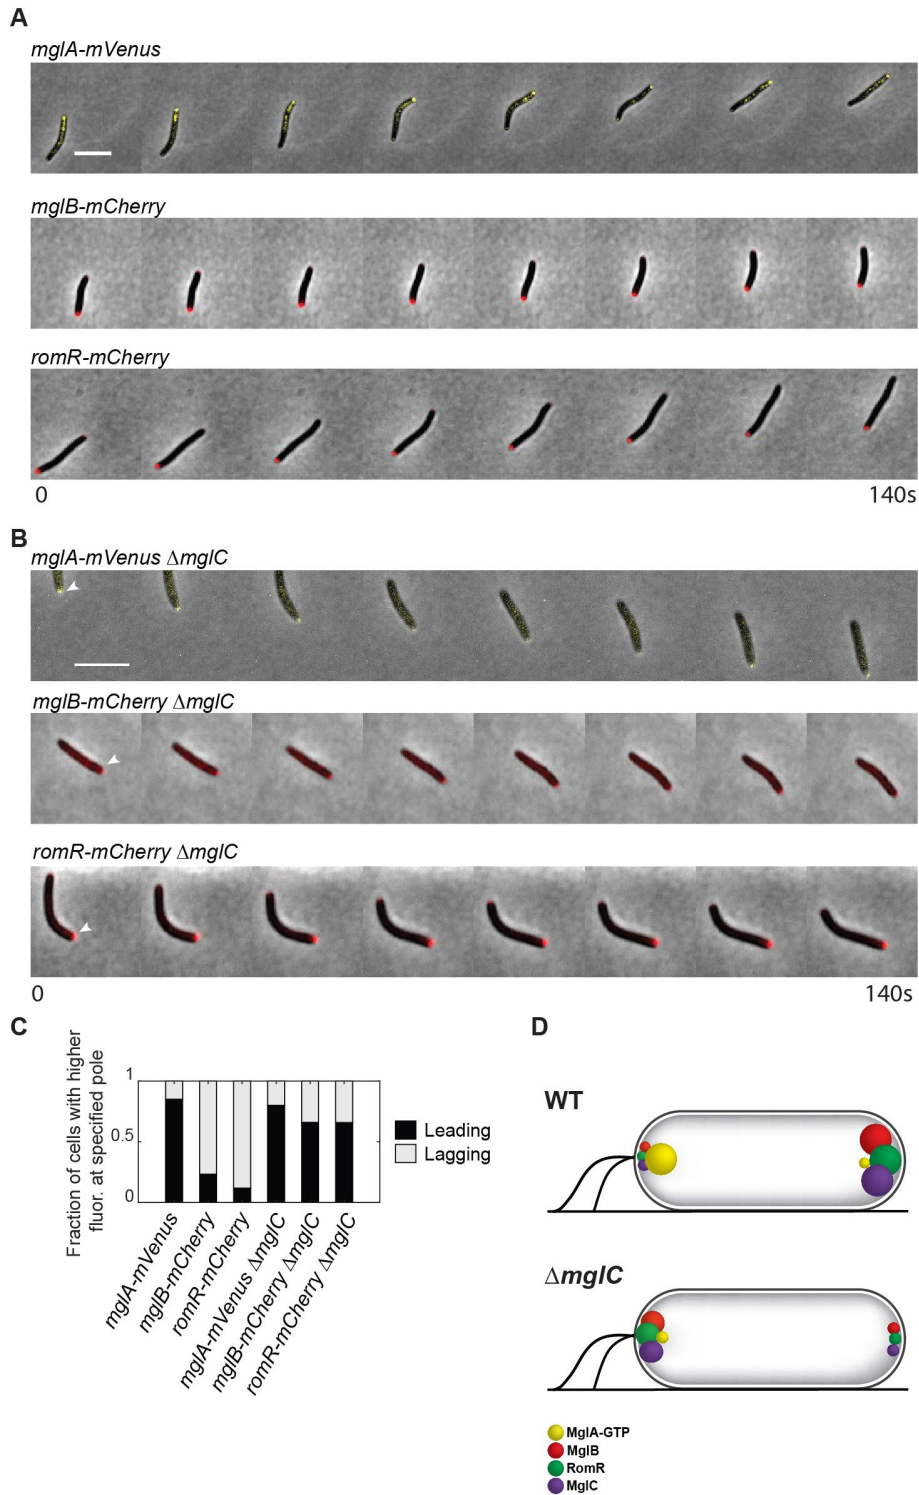 A
mglA-mVenus
mglB-mCherry
romR-mCherry
0
140s
B
mglA-mVenus ΔmglC
mglB-mCherry ΔmglC
romR-mCherry ΔmglC
0
140s
C
Fraction of cells with higher
fluor. at specified pole
1
0.5
0
Leading
Lagging
mglA-mVenus
mglB-mCherry
romR-mCherry
mglA-mVenus ΔmglC
mglB-mCherry ΔmglC
romR-mCherry ΔmglC
D
WT
ΔmglC
MglA-GTP
MglB
RomR
MglC